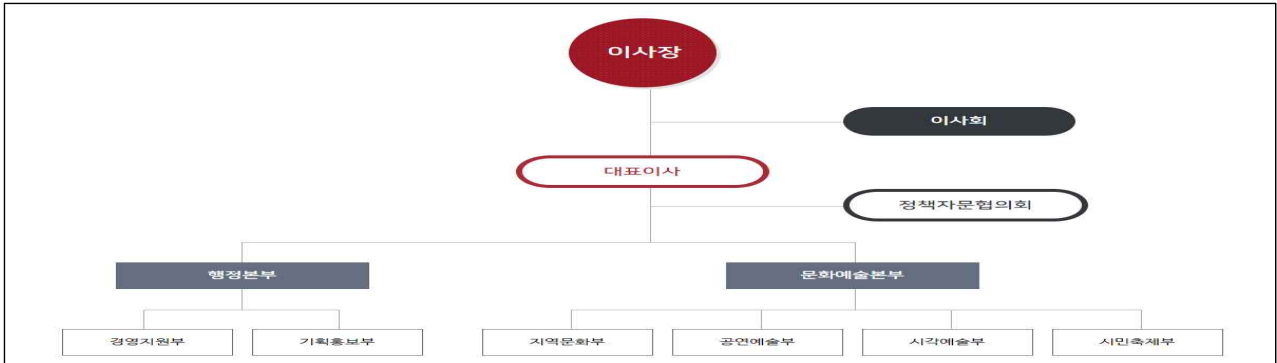 이사장
이사회
대표이사
정책자문협의회
행정본부
문화예술본부
경영지원부
기획홍보부
지역문화부
공연예술부
시각예술부
시민축제부